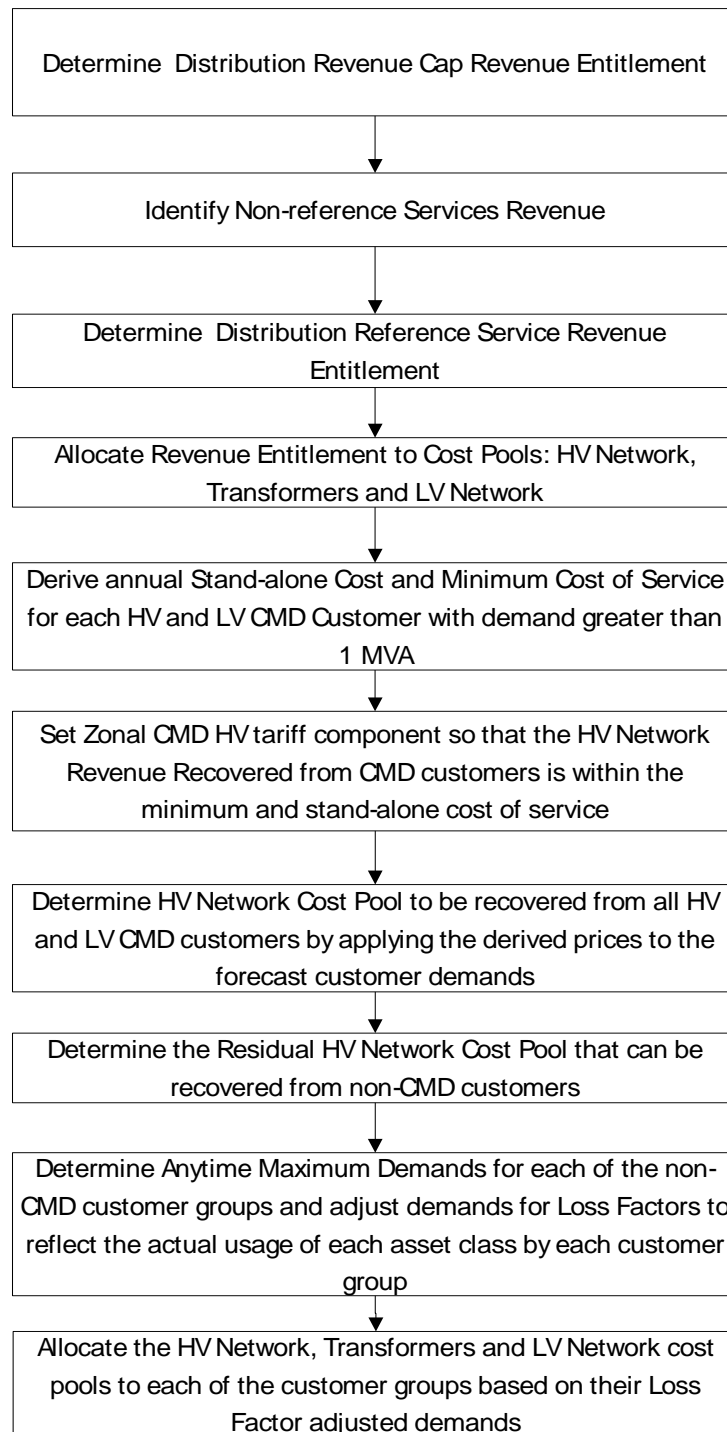 Determine Distribution Revenue Cap Revenue Entitlement
Identify Non-reference Services Revenue
Determine Distribution Reference Service Revenue
Entitlement
Allocate Revenue Entitlement to Cost Pools: HV Network,
Transformers and LV Network
Derive annual Stand-alone Cost and Minimum Cost of Service
for each HV and LV CMD Customer with demand greater than
1 MVA
Set Zonal CMD HV tariff component so that the HV Network
Revenue Recovered from CMD customers is within the
minimum and stand-alone cost of service
Determine HV Network Cost Pool to be recovered from all HV
and LV CMD customers by applying the derived prices to the
forecast customer demands
Determine the Residual HV Network Cost Pool that can be
recovered from non-CMD customers
Determine Anytime Maximum Demands for each of the non-
CMD customer groups and adjust demands for Loss Factors to
reflect the actual usage of each asset class by each customer
group
Allocate the HV Network, Transformers and LV Network cost
pools to each of the customer groups based on their Loss
Factor adjusted demands